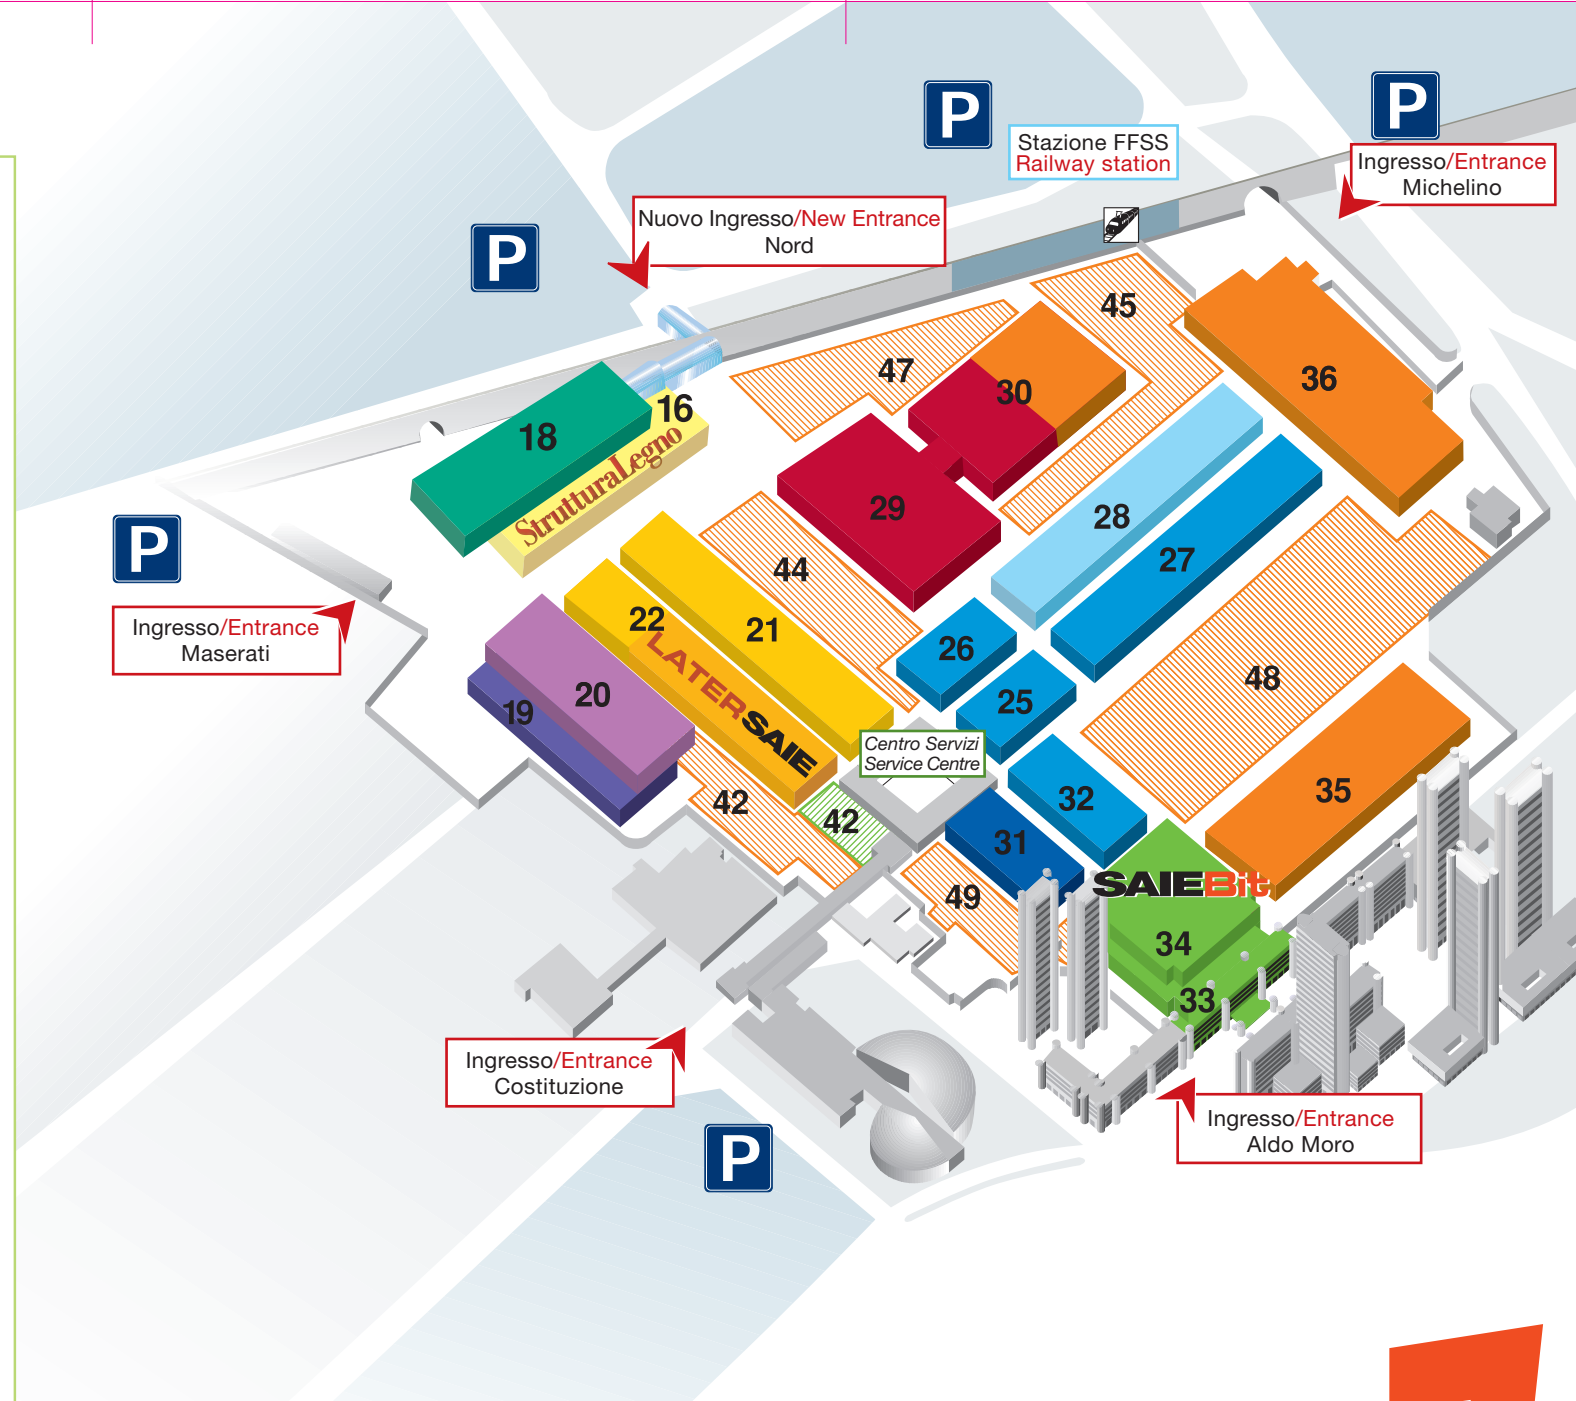 P
P
Stazione FFSS
Railway station
Ingresso/Entrance
Michelino
Nuovo Ingresso/New Entrance
Nord
P
45
47
36
30
16
18
StrutturaLegno
29
28
P
27
44
Ingresso/Entrance
Maserati
22
21
26
LATERSAIE
48
20
25
19
Centro Servizi
Service Centre
35
42
32
42
31
SAIEBit
49
34
33
Ingresso/Entrance
Costituzione
Ingresso/Entrance
Aldo Moro
P